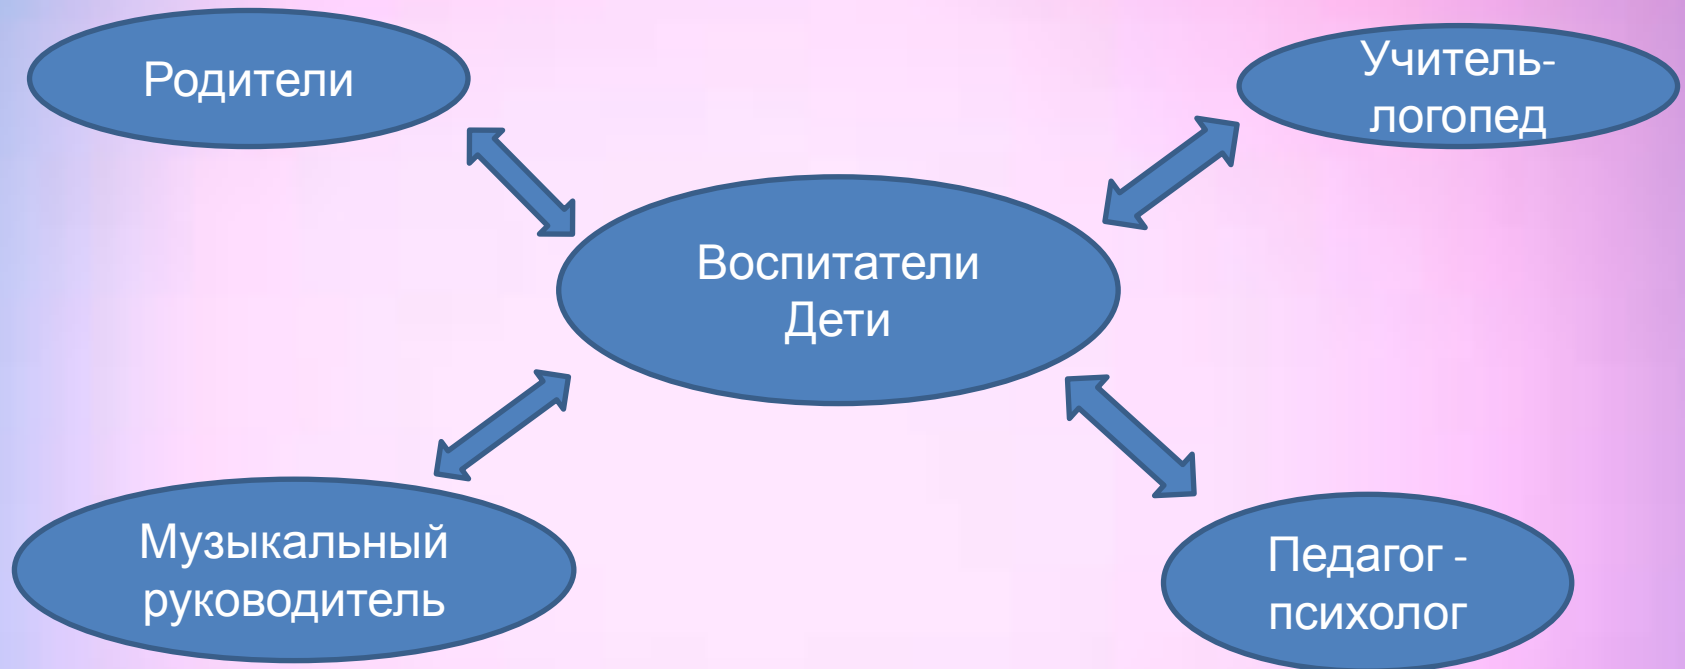 Родители
Учитель-
логопед
Воспитатели
Дети
Музыкальный
руководитель
Педагог -
психолог